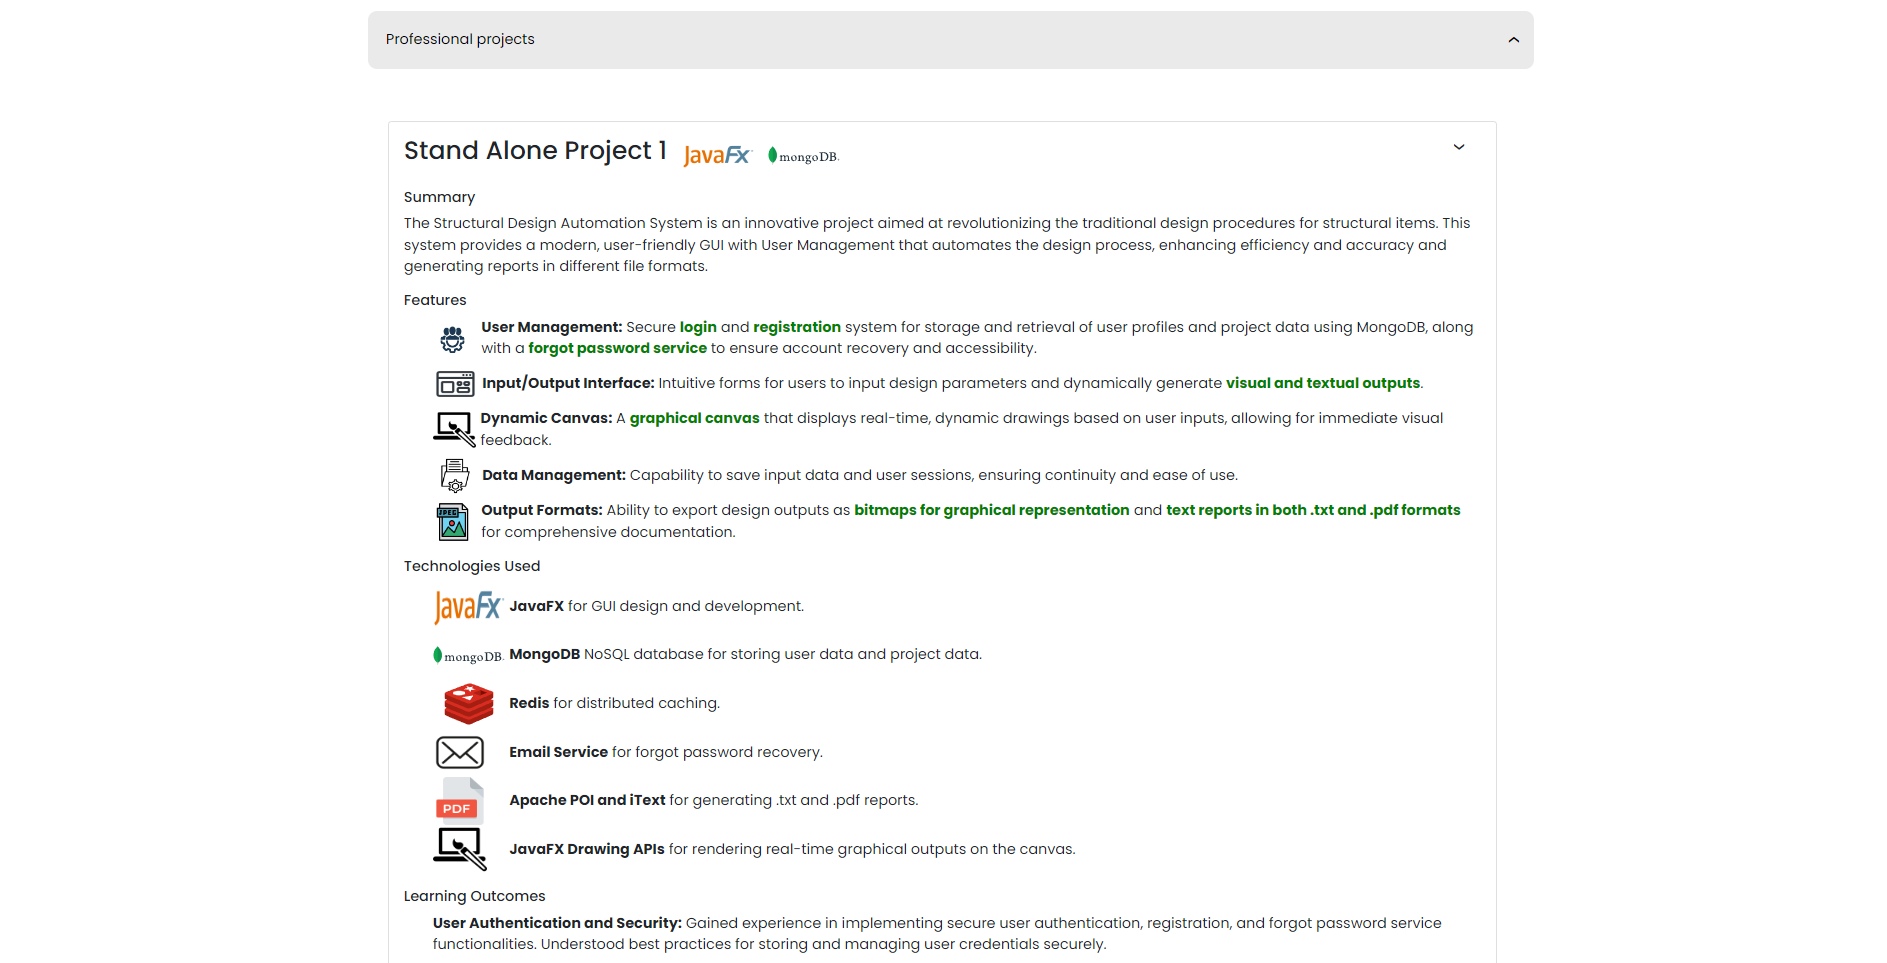 Professional projects
Stand Alone Project 1 JavaFx mongoDB.
Summary
The Structural Design Automation System is an innovative project aimed at revolutionizing the traditional design procedures for structural items. This
system provides a modern, user-friendly GUI with User Management that automates the design process, enhancing efficiency and accuracy and
generating reports in different file formats.
Features
User Management: Secure login and registration system for storage and retrieval of user profiles and project data using MongoDB, along
with a forgot password service to ensure account recovery and accessibility.
Input/Output Interface: Intuitive forms for users to input design parameters and dynamically generate visual and textual outputs.
Dynamic Canvas: A graphical canvas that displays real-time, dynamic drawings based on user inputs, allowing for immediate visual
feedback.
Data Management: Capability to save input data and user sessions, ensuring continuity and ease of use.
JPEG
Output Formats: Ability to export design outputs as bitmaps for graphical representation and text reports in both .txt and .pdf formats
for comprehensive documentation.
Technologies Used
JavaFx JavaFX for GUI design and development.
mongoDB. MongoDB NoSQL database for storing user data and project data.
Redis for distributed caching.
Email Service for forgot password recovery.
PDF Apache POI and iText for generating .txt and .pdf reports.
JavaFX Drawing APIs for rendering real-time graphical outputs on the canvas.
Learning Outcomes
User Authentication and Security: Gained experience in implementing secure user authentication, registration, and forgot password service
functionalities. Understood best practices for storing and managing user credentials securely.